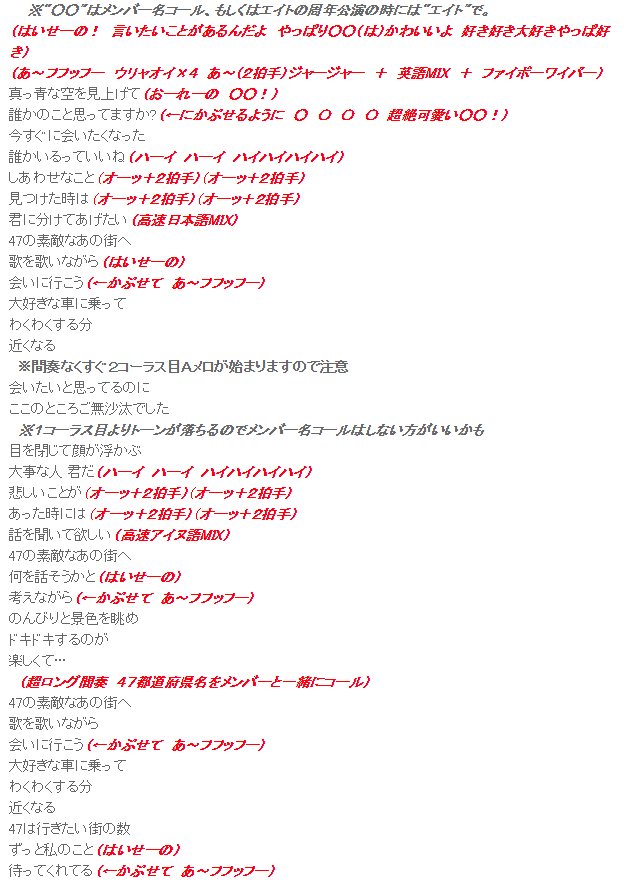 ※"〇〇"はメンバー名コール、もしくはエイトの周年公演の時には"エイト"で。
（はいせーの！　言いたいことがあるんだよ　やっぱり〇〇（は）かわいいよ　好き好き大好きやっぱ好
き）
（あ～フフッフー　ウリャオイ×４　あ～（２拍手）ジャージャー　＋　英語MIX　＋　ファイボーワイパー）
真っ青な空を見上げて（おーれーの　〇〇！）
誰かのこと思ってますか?（←にかぶせるように　〇　〇　〇　〇　超絶可愛い〇〇！）
今すぐに会いたくなった
誰かいるっていいね（ハーイ　ハーイ　ハイハイハイハイ）
しあわせなこと（オーッ＋２拍手）（オーッ＋２拍手）
見つけた時は（オーッ＋２拍手）（オーッ＋２拍手）
君に分けてあげたい（高速日本語MIX）
47の素敵なあの街へ
歌を歌いながら（はいせーの）
会いに行こう（←かぶせて　あ～フフッフー）
大好きな車に乗って
わくわくする分
近くなる
※間奏なくすぐ２コーラス目Aメロが始まりますので注意
会いたいと思ってるのに
ここのところご無沙汰でした
※１コーラス目よりトーンが落ちるのでメンバー名コールはしない方がいいかも
目を閉じて顔が浮かぶ
大事な人 君だ（ハーイ　ハーイ　ハイハイハイハイ）
悲しいことが（オーッ＋２拍手）（オーッ＋２拍手）
あった時には（オーッ＋２拍手）（オーッ＋２拍手）
話を聞いて欲しい（高速アイヌ語MIX）
47の素敵なあの街へ
何を話そうかと（はいせーの）
考えながら（←かぶせて　あ～フフッフー）
のんびりと景色を眺め
ドキドキするのが
楽しくて…
（超ロング間奏　４７都道府県名をメンバーと一緒にコール）
47の素敵なあの街へ
歌を歌いながら
会いに行こう（←かぶせて　あ～フフッフー）
大好きな車に乗って
わくわくする分
近くなる
47は行きたい街の数
ずっと私のこと（はいせーの）
待ってくれてる（←かぶせて　あ～フフッフー）